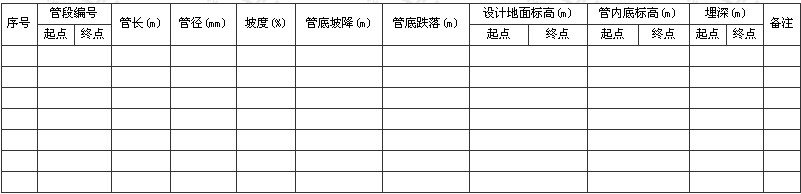 序号 管段编号 管长(m) 管径(mm) 坡度(%) 管底坡降(m) 管底跌落(m) 设计地面标高(m) 管内底标高(m) 埋深(m) 备注
起点 终点 起点 终点 起点 终点 起点 终点